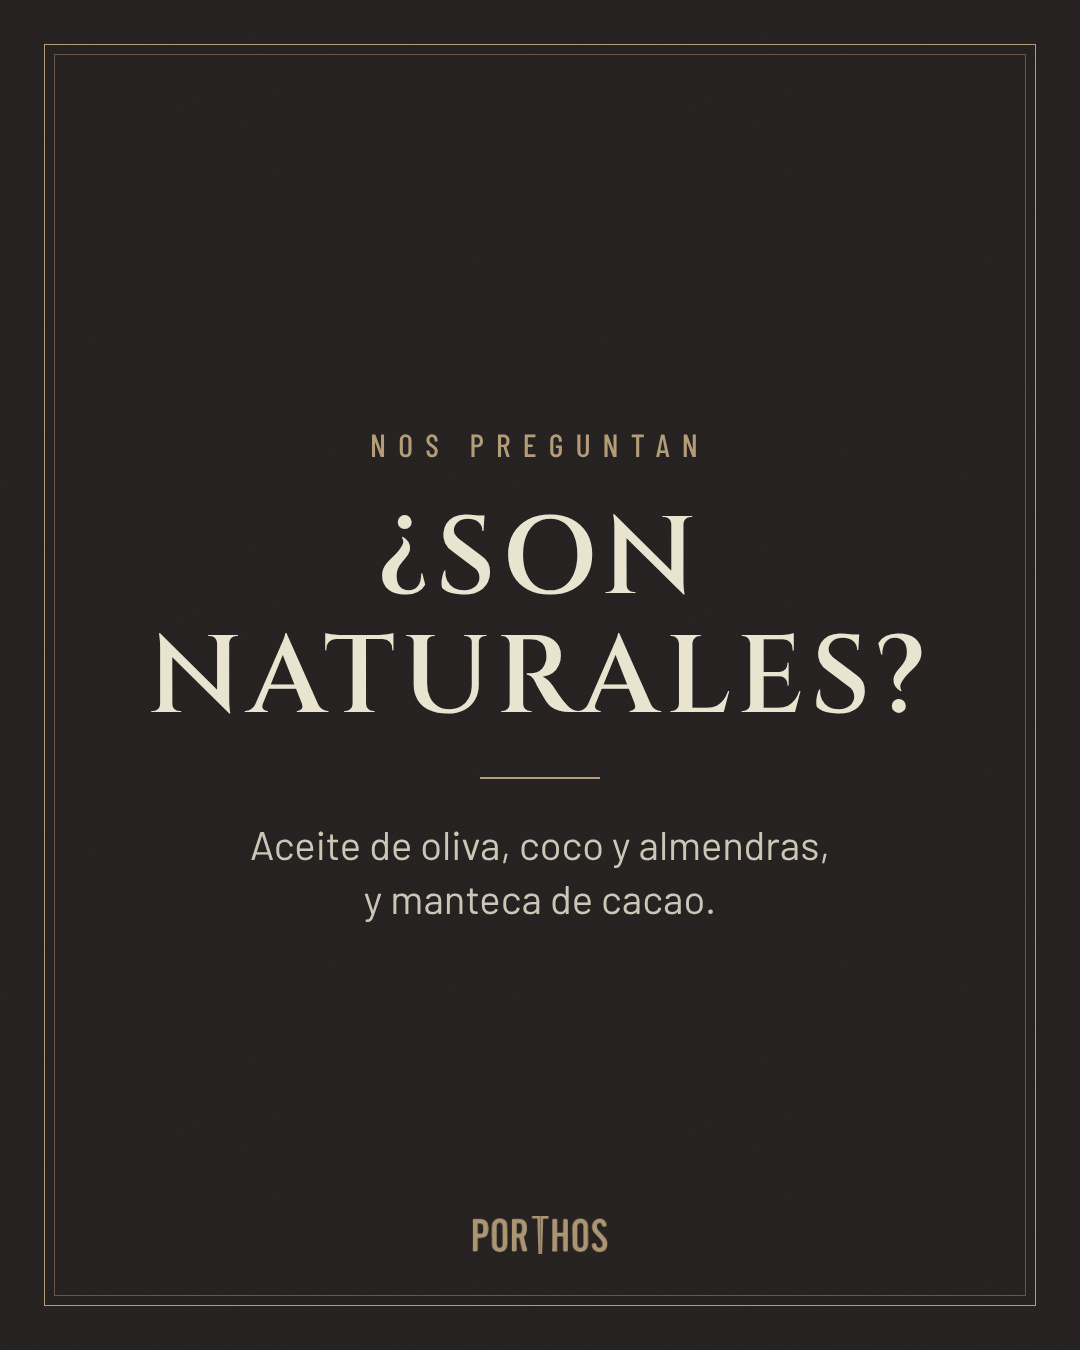 NOS PREGUNTAN
¿SON
NATURALES?
Aceite de oliva, coco y almendras,
y manteca de cacao.
PORTHOS